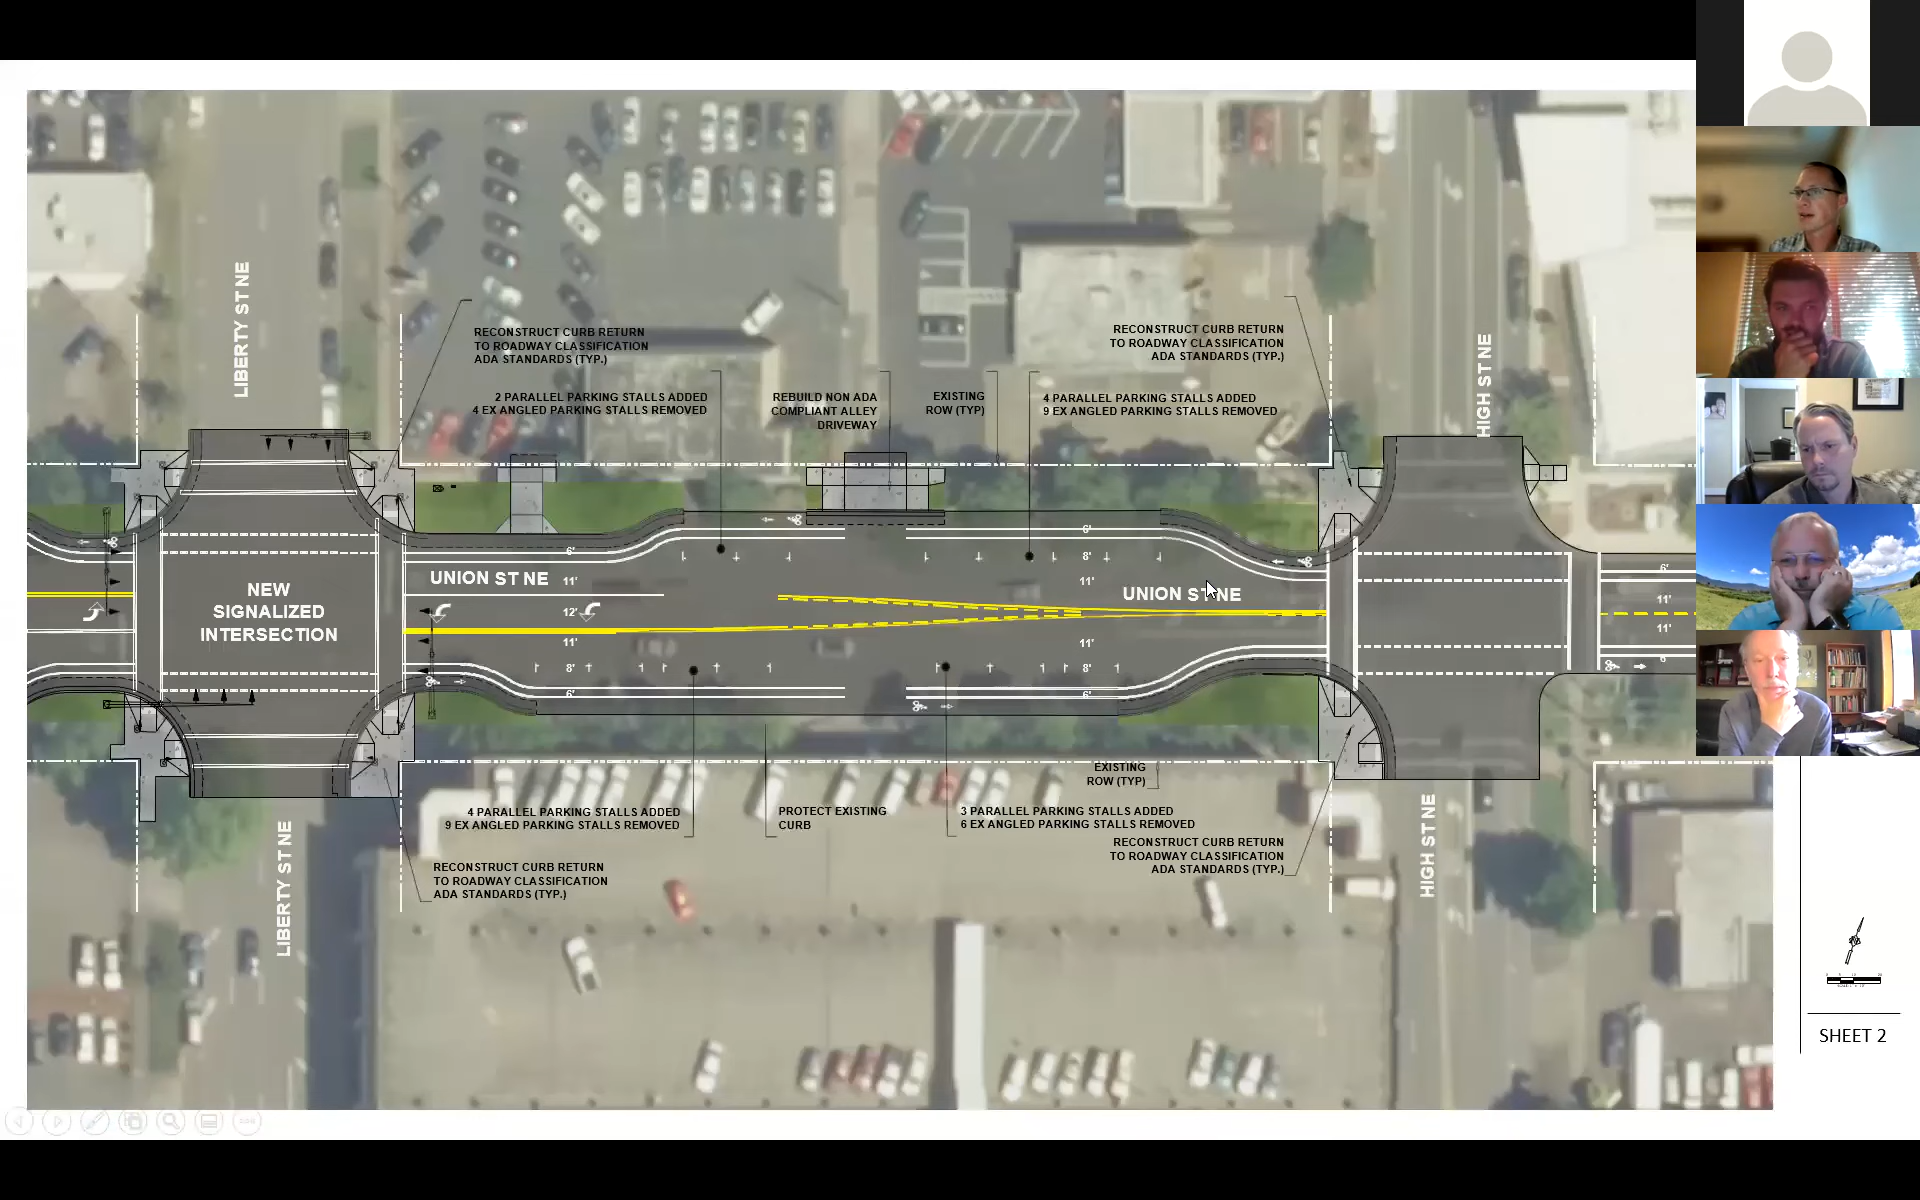 LIBERTY ST NE
HIGH ST NE
RECONSTRUCT CURB RETURN
TO ROADWAY CLASSIFICATION
ADA STANDARDS (TYP.)
RECONSTRUCT CURB RETURN
TO ROADWAY CLASSIFICATION
ADA STANDARDS (TYP.)
2 PARALLEL PARKING STALLS ADDED
4 EX ANGLED PARKING STALLS REMOVED
REBUILD NON ADA
COMPLIANT ALLEY
DRIVEWAY
EXISTING
ROW (TYP)
4 PARALLEL PARKING STALLS ADDED
9 EX ANGLED PARKING STALLS REMOVED
6'
6'
8'
UNION ST NE
11'
11'
UNION ST NE
NEW
SIGNALIZED
INTERSECTION
12'
11'
11'
8'
8'
6'
6'
6'
11'
11'
6'
EXISTING
ROW (TYP)
4 PARALLEL PARKING STALLS ADDED
9 EX ANGLED PARKING STALLS REMOVED
PROTECT EXISTING
CURB
3 PARALLEL PARKING STALLS ADDED
6 EX ANGLED PARKING STALLS REMOVED
RECONSTRUCT CURB RETURN
TO ROADWAY CLASSIFICATION
ADA STANDARDS (TYP.)
RECONSTRUCT CURB RETURN
TO ROADWAY CLASSIFICATION
ADA STANDARDS (TYP.)
LIBERTY ST NE
HIGH ST NE
SHEET 2